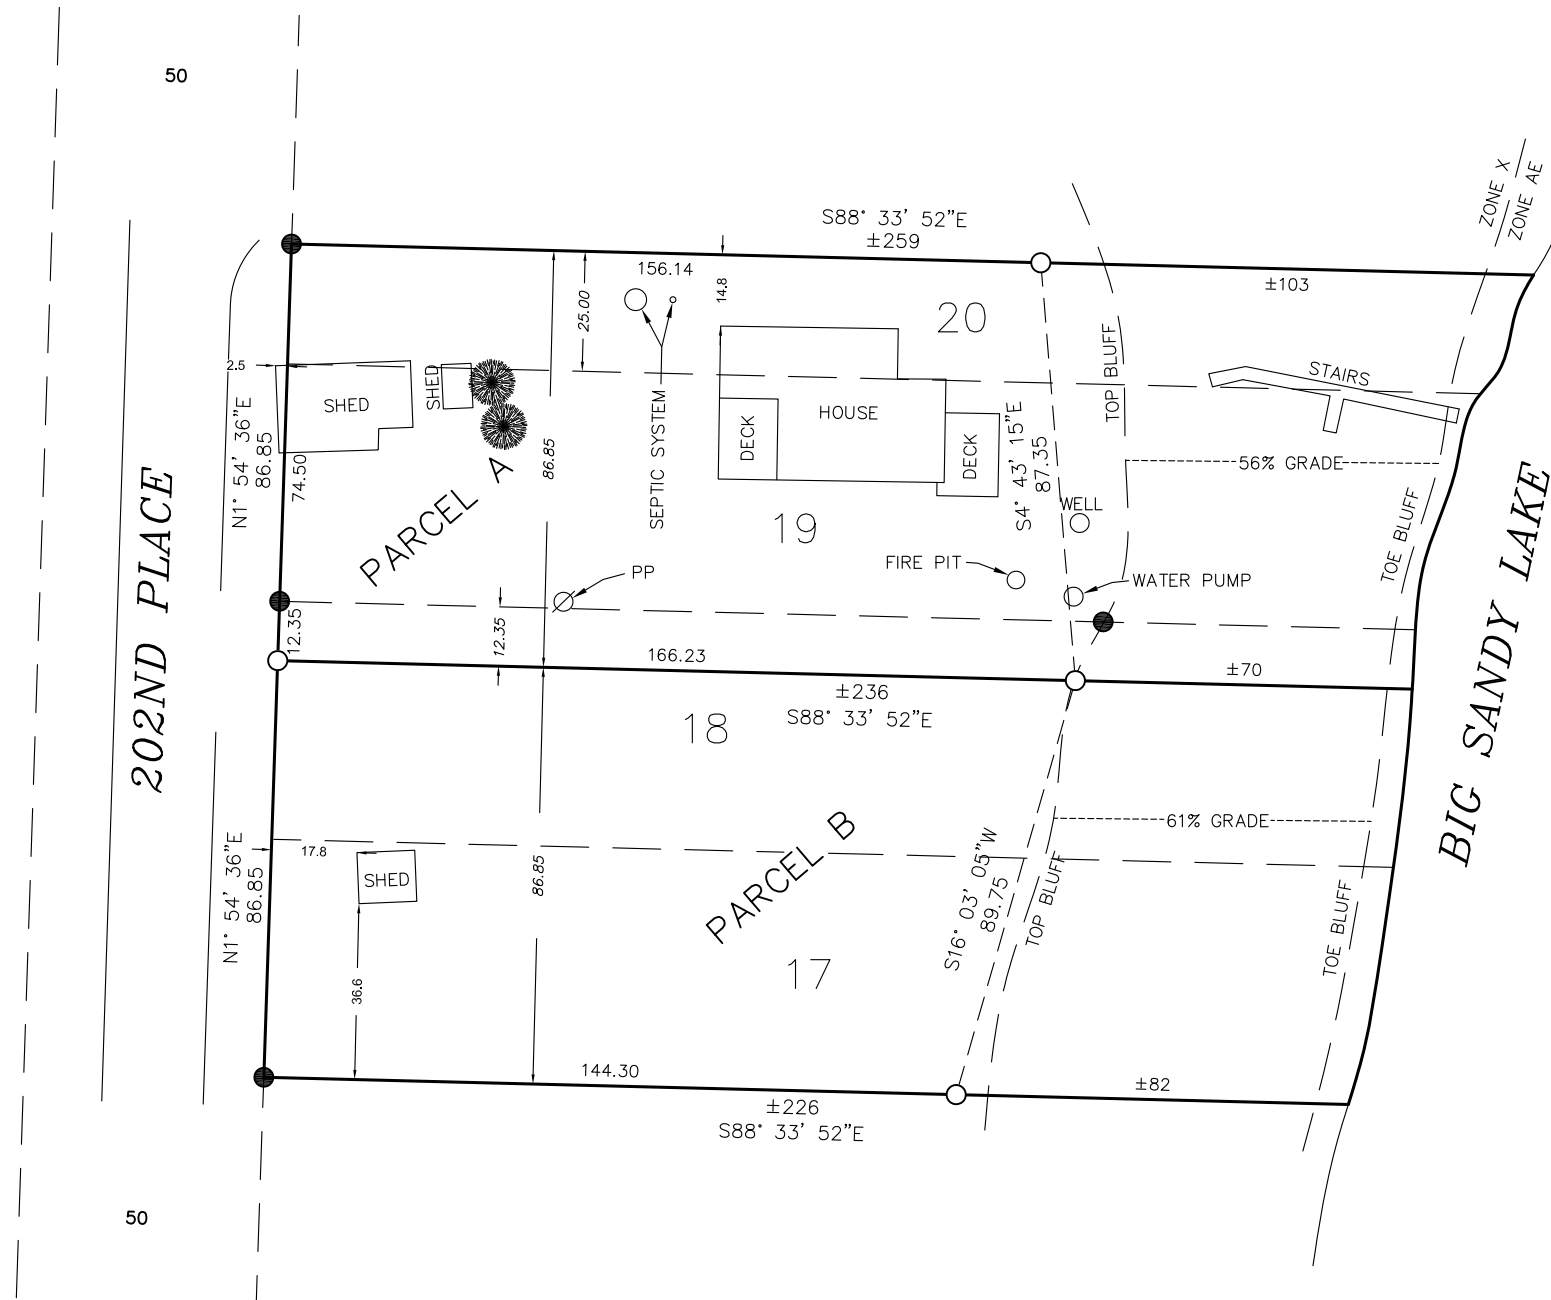 50
ZONE X
ZONE AE
S88° 33' 52"E
±259
156.14
±103
14.8
25.00
20
TOP BLUFF
STAIRS
2.5
SHED
SHED
HOUSE
DECK
DECK
N1° 54' 36"E
86.85
74.50
86.85
SEPTIC SYSTEM
S4° 43' 15"E
87.35
56% GRADE
PARCEL A
19
WELL
TOE BLUFF
FIRE PIT
WATER PUMP
PP
202ND PLACE
BIG SANDY LAKE
12.35
12.35
166.23
±70
±236
S88° 33' 52"E
18
61% GRADE
PARCEL B
17.8
SHED
N1° 54' 36"E
86.85
86.85
S16° 03' 05"W
89.75
TOP BLUFF
TOE BLUFF
17
36.6
144.30
±82
±226
S88° 33' 52"E
50